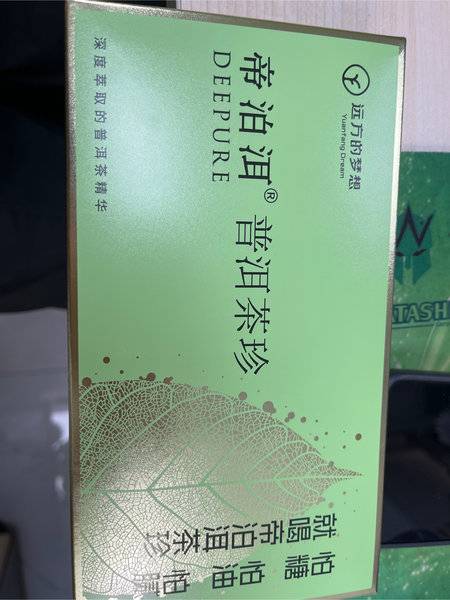 远方的梦想
Yuanfang Dream
帝泊洱® 普洱茶珍
DEEPURE
深度萃取的普洱茶精华
怕糖 怕油 怕
就喝帝泊洱茶珍
TASH